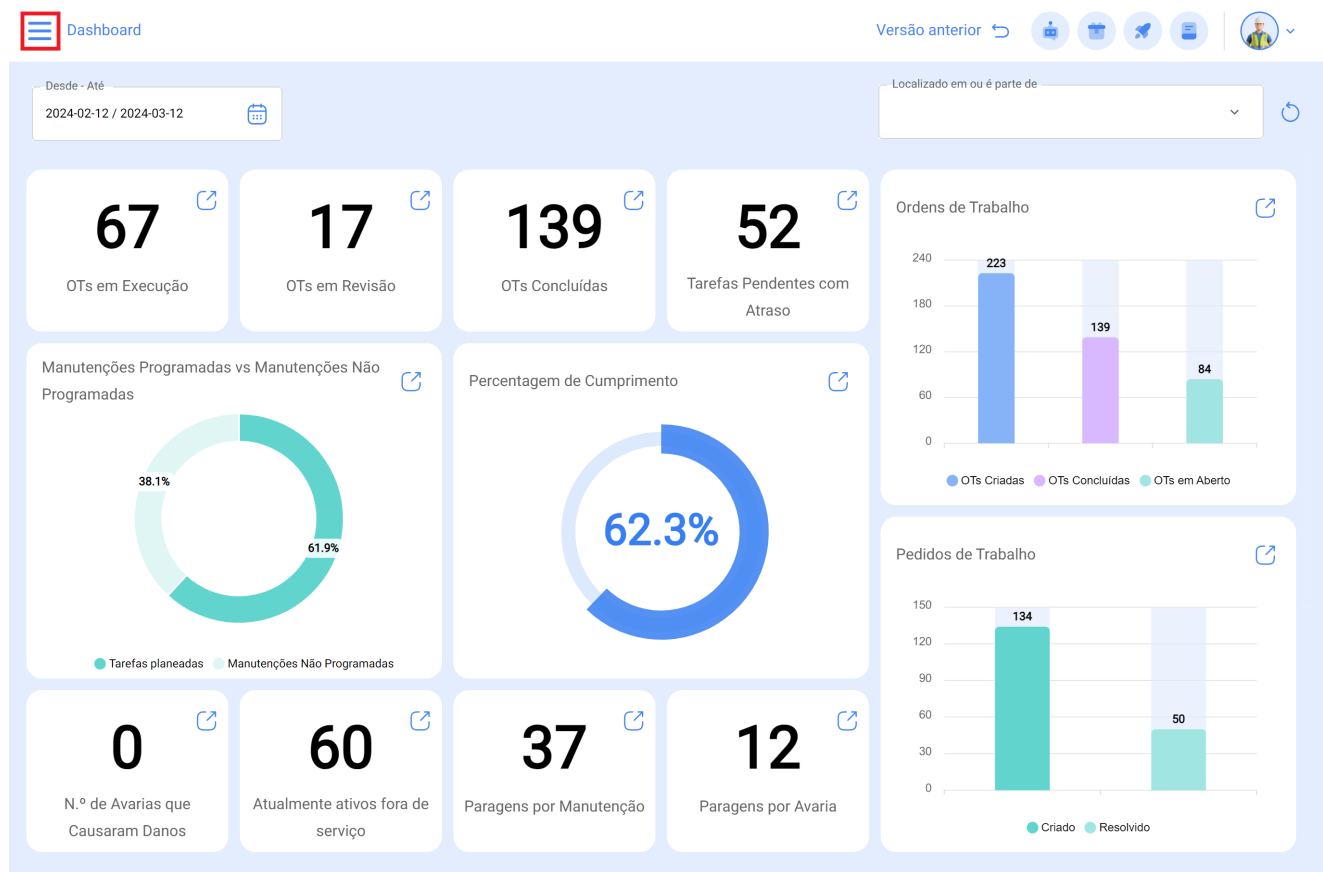 Dashboard
Versão anterior
Desde - Até
2024-02-12 / 2024-03-12
Localizado em ou é parte de
67
OTs em Execução
17
OTs em Revisão
139
OTs Concluídas
52
Tarefas Pendentes com
Atraso
Ordens de Trabalho
240
180
120
60
0
223
139
84
OTs Criadas
OTs Concluídas
OTs em Aberto
Manutenções Programadas vs Manutenções Não
Programadas
38.1%
61.9%
Tarefas planeadas
Manutenções Não Programadas
Percentagem de Cumprimento
62.3%
Pedidos de Trabalho
150
120
90
60
30
0
134
50
Criado
Resolvido
0
N.º de Avarias que
Causaram Danos
60
Atualmente ativos fora de
serviço
37
Paragens por Manutenção
12
Paragens por Avaria